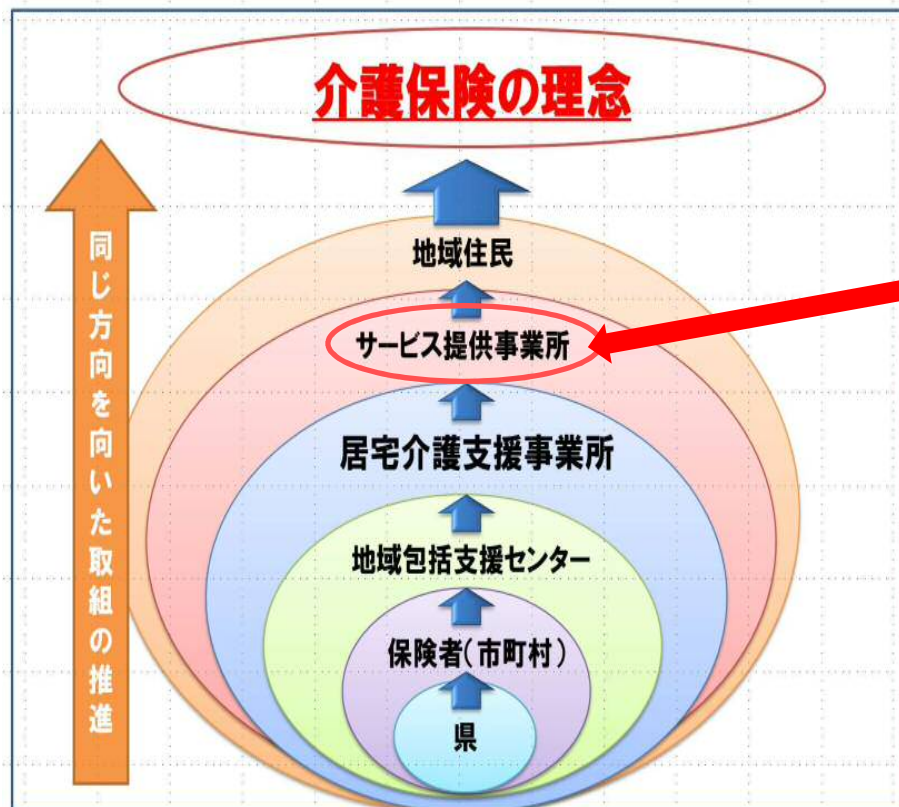 介護保険の理念
同じ方向を向いた取組の推進
地域住民
サービス提供事業所
居宅介護支援事業所
地域包括支援センター
保険者(市町村)
県